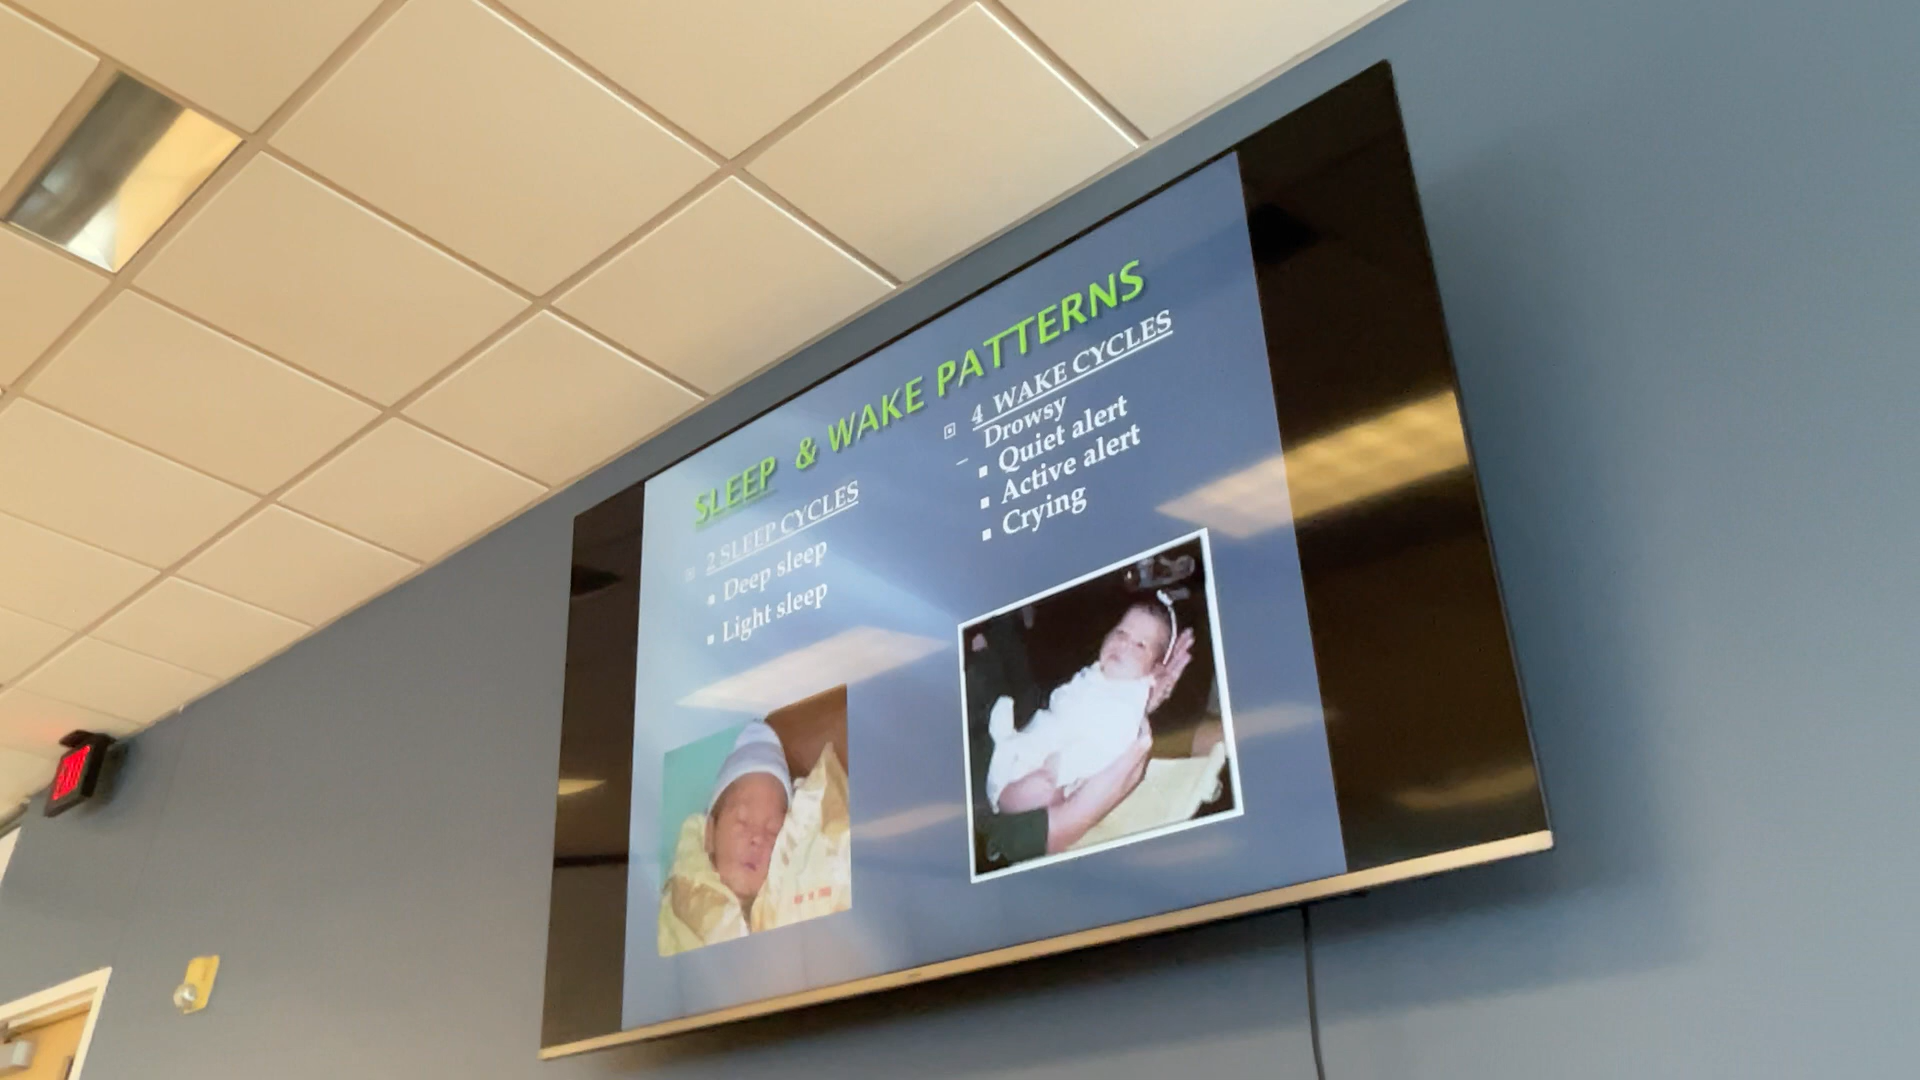 SLEEP & WAKE PATTERNS
2 SLEEP CYCLES
Deep sleep
Light sleep
4 WAKE CYCLES
Drowsy
Quiet alert
Active alert
Crying
EXIT